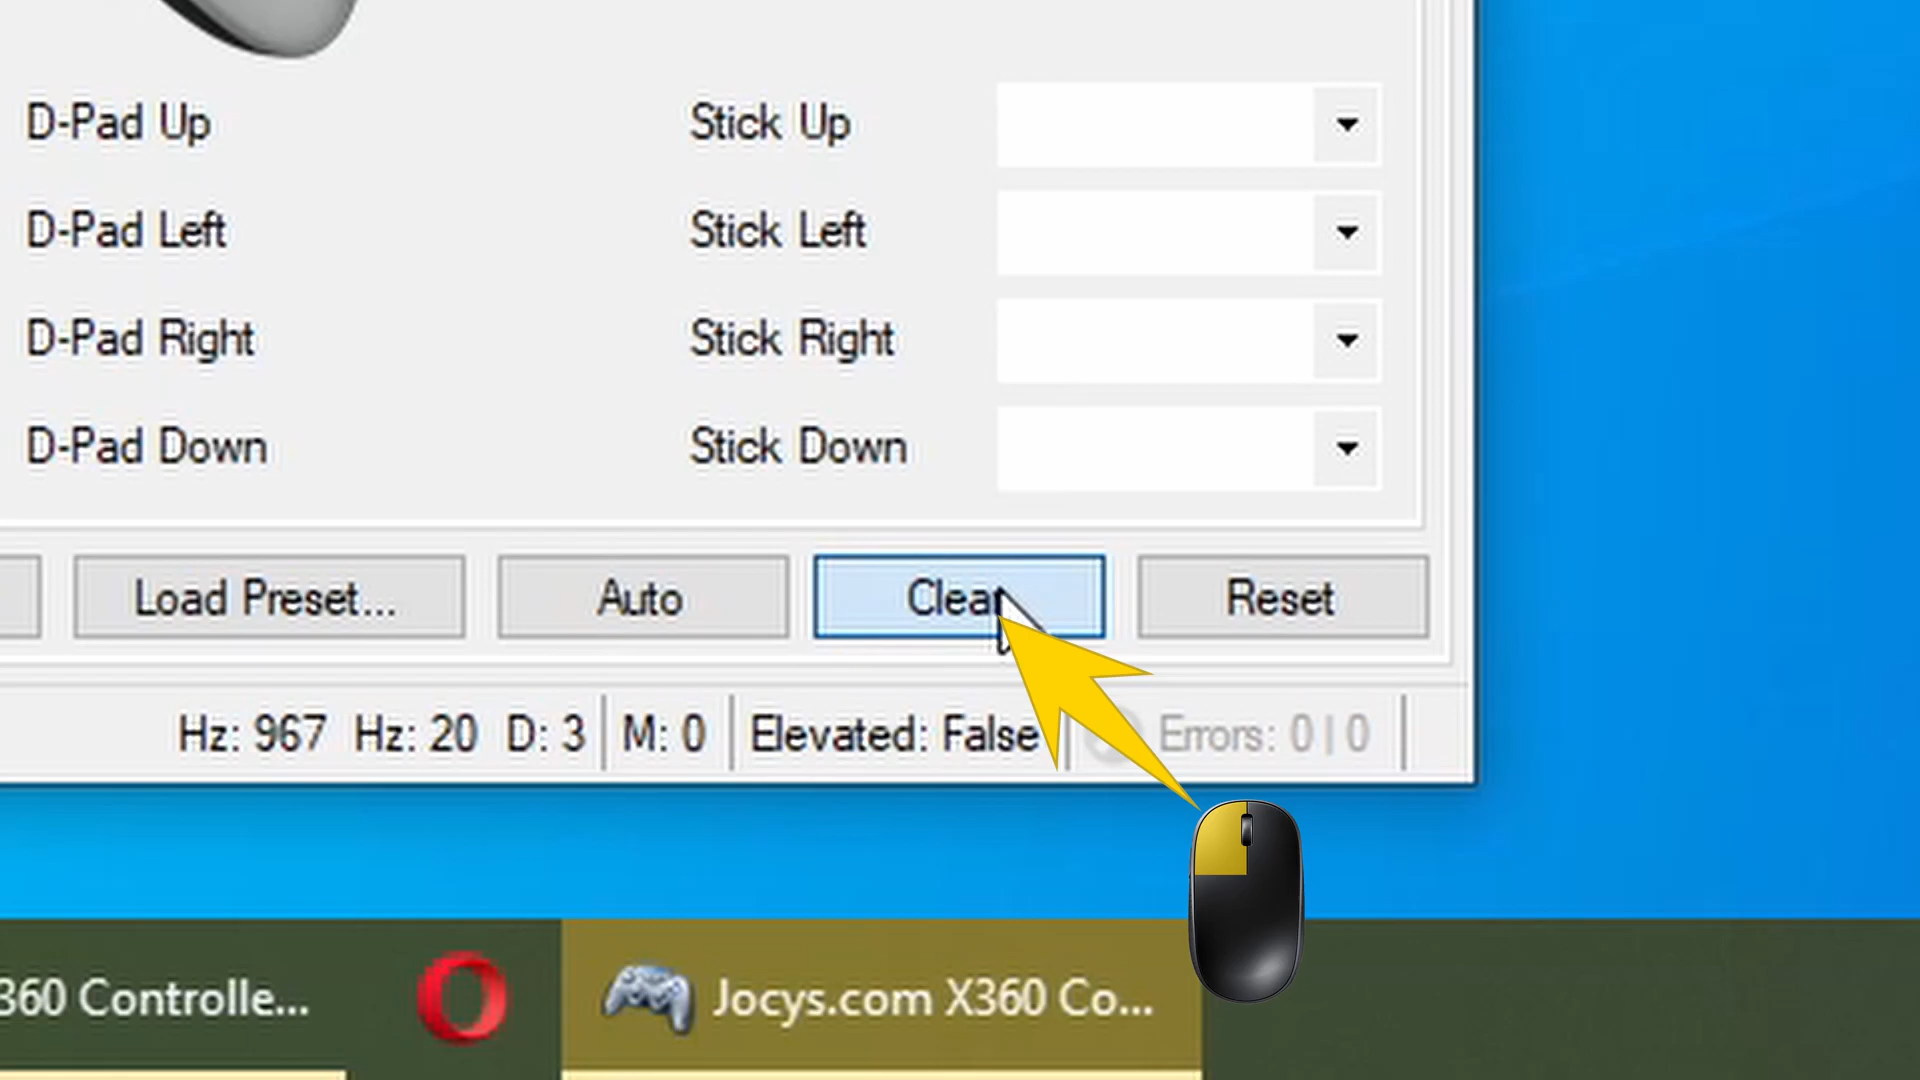 D-Pad Up Stick Up
D-Pad Left Stick Left
D-Pad Right Stick Right
D-Pad Down Stick Down
Load Preset... Auto Clear Reset
Hz: 967 Hz: 20 D: 3 M: 0 Elevated: False Errors: 0 | 0
360 Controlle... Jocys.com X360 Co...